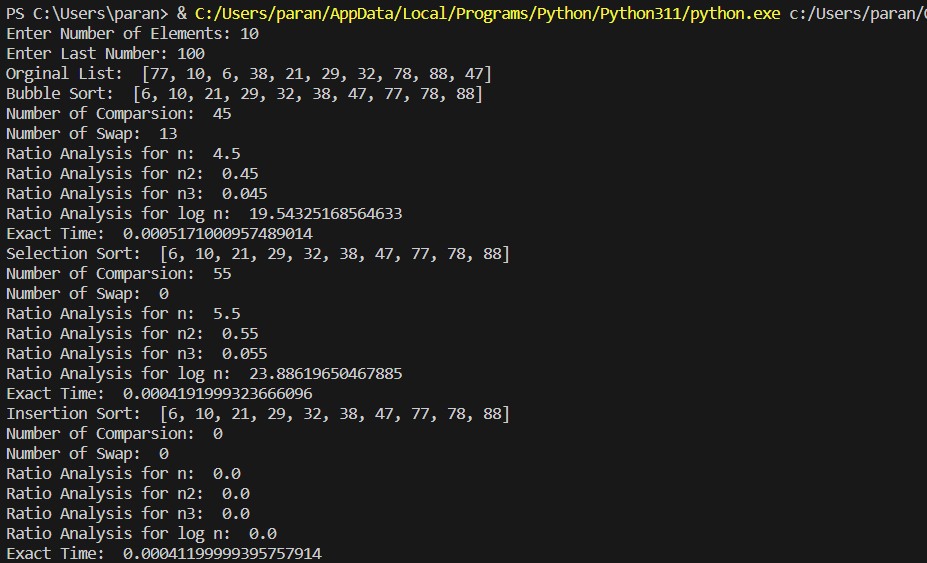 PS C:\Users\paran> & C:/Users/paran/AppData/Local/Programs/Python/Python311/python.exe c:/Users/paran/
Enter Number of Elements: 10
Enter Last Number: 100
Orginal List:  [77, 10, 6, 38, 21, 29, 32, 78, 88, 47]
Bubble Sort:  [6, 10, 21, 29, 32, 38, 47, 77, 78, 88]
Number of Comparsion:  45
Number of Swap:  13
Ratio Analysis for n:  4.5
Ratio Analysis for n2:  0.45
Ratio Analysis for n3:  0.045
Ratio Analysis for log n:  19.54325168564633
Exact Time:  0.0005171000957489014
Selection Sort:  [6, 10, 21, 29, 32, 38, 47, 77, 78, 88]
Number of Comparsion:  55
Number of Swap:  0
Ratio Analysis for n:  5.5
Ratio Analysis for n2:  0.55
Ratio Analysis for n3:  0.055
Ratio Analysis for log n:  23.88619650467885
Exact Time:  0.0004191999323666096
Insertion Sort:  [6, 10, 21, 29, 32, 38, 47, 77, 78, 88]
Number of Comparsion:  0
Number of Swap:  0
Ratio Analysis for n:  0.0
Ratio Analysis for n2:  0.0
Ratio Analysis for n3:  0.0
Ratio Analysis for log n:  0.0
Exact Time:  0.00041199999395757914